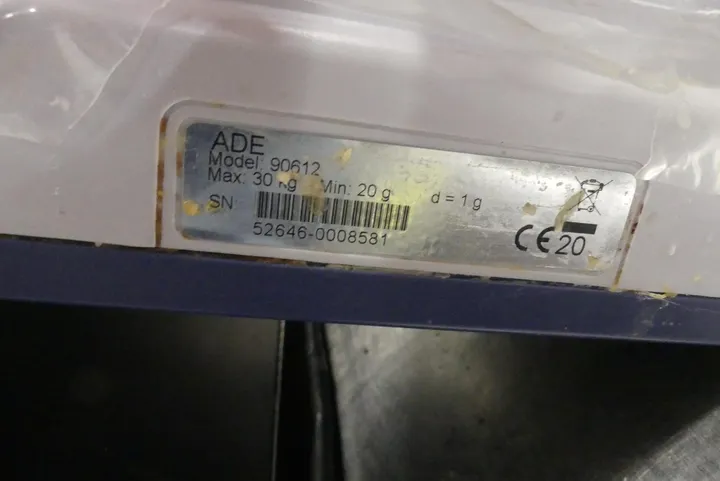 ADE
Model: 90612
Max: 30 kg Min: 20 g d = 1 g
SN
52646-0008581
CE 20